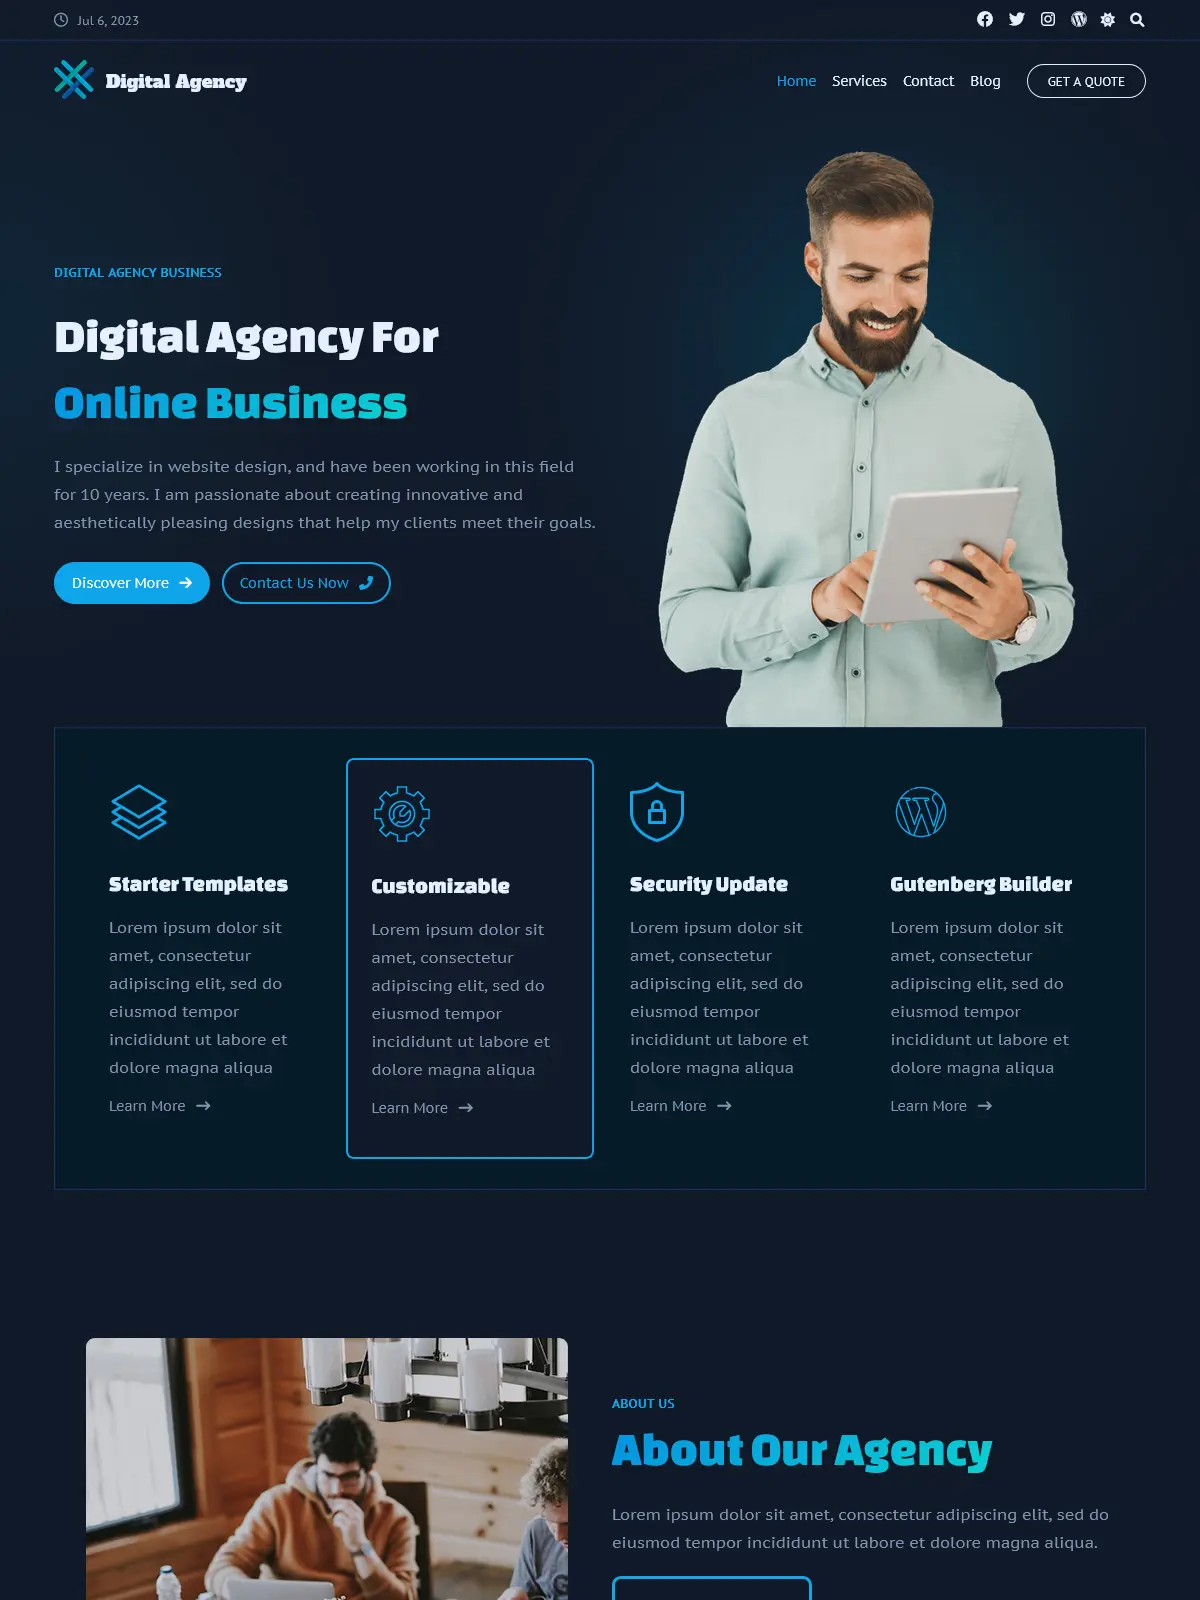 Jul 6, 2023
Digital Agency
Home Services Contact Blog GET A QUOTE
DIGITAL AGENCY BUSINESS
Digital Agency For
Online Business
I specialize in website design, and have been working in this field
for 10 years. I am passionate about creating innovative and
aesthetically pleasing designs that help my clients meet their goals.
Discover More
Contact Us Now
Starter Templates
Lorem ipsum dolor sit
amet, consectetur
adipiscing elit, sed do
eiusmod tempor
incididunt ut labore et
dolore magna aliqua
Learn More
Customizable
Lorem ipsum dolor sit
amet, consectetur
adipiscing elit, sed do
eiusmod tempor
incididunt ut labore et
dolore magna aliqua
Learn More
Security Update
Lorem ipsum dolor sit
amet, consectetur
adipiscing elit, sed do
eiusmod tempor
incididunt ut labore et
dolore magna aliqua
Learn More
Gutenberg Builder
Lorem ipsum dolor sit
amet, consectetur
adipiscing elit, sed do
eiusmod tempor
incididunt ut labore et
dolore magna aliqua
Learn More
ABOUT US
About Our Agency
Lorem ipsum dolor sit amet, consectetur adipiscing elit, sed do
eiusmod tempor incididunt ut labore et dolore magna aliqua.